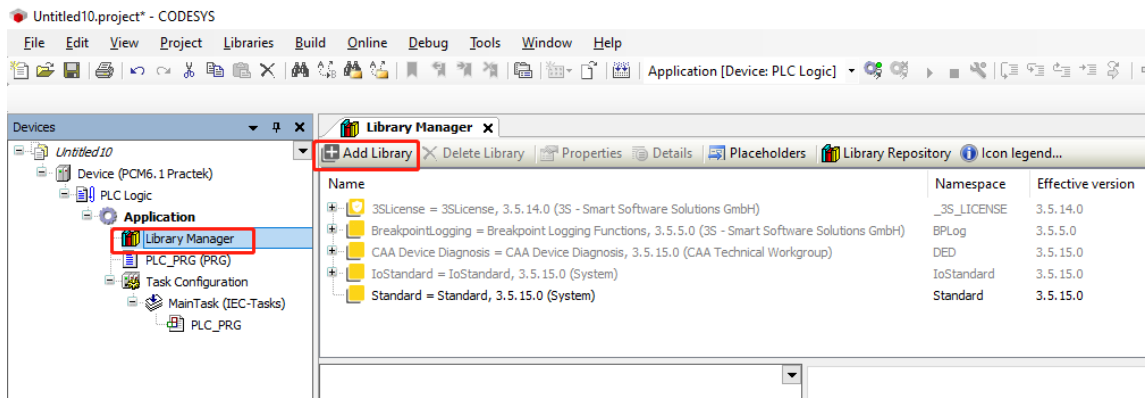 Untitled10.project* - CODESYS
File Edit View Project Libraries Build Online Debug Tools Window Help
Application [Device: PLC Logic]
Devices
Untitled10
Device (PCM6.1 Practek)
PLC Logic
Application
Library Manager
PLC_PRG (PRG)
Task Configuration
MainTask (IEC-Tasks)
PLC_PRG
Library Manager
Add Library Delete Library Properties Details Placeholders Library Repository Icon legend...
Name Namespace Effective version
3SLicense = 3SLicense, 3.5.14.0 (3S - Smart Software Solutions GmbH) _3S_LICENSE 3.5.14.0
BreakpointLogging = Breakpoint Logging Functions, 3.5.5.0 (3S - Smart Software Solutions GmbH) BPLog 3.5.5.0
CAA Device Diagnosis = CAA Device Diagnosis, 3.5.15.0 (CAA Technical Workgroup) DED 3.5.15.0
IoStandard = IoStandard, 3.5.15.0 (System) IoStandard 3.5.15.0
Standard = Standard, 3.5.15.0 (System) Standard 3.5.15.0